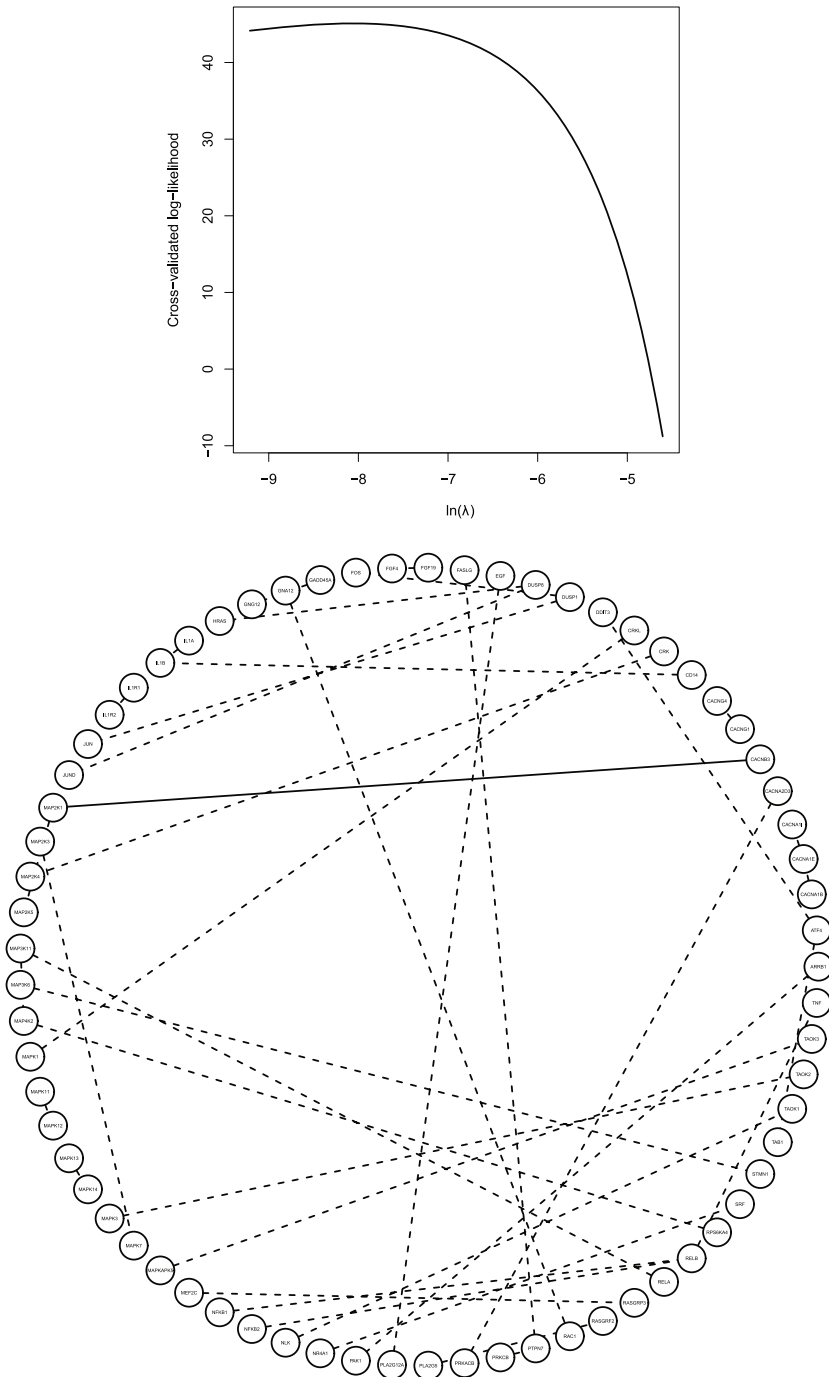 Cross-validated log-likelihood
40
30
20
10
0
-10
-9
-8
-7
-6
-5
ln(λ)
FGF4
FGF19
FASLG
EGF
DUSP6
DUSP1
DDIT3
CRKL
CRK
CD14
CACNG4
CACNG1
CACNB3
CACNA2D3
CACNA1I
CACNA1E
CACNA1B
ATF4
ARRB1
TNF
TAOK3
TAOK2
TAOK1
TAB1
STMN1
SRF
RPS6KA4
RELB
RELA
RASGRP3
RASGRF2
RAC1
PTPN7
PRKCB
PRKACB
PLA2G6
PLA2G12A
PAK1
NR4A1
NLK
NFKB2
NFKB1
MEF2C
MAPKAPK5
MAPK7
MAPK3
MAPK14
MAPK13
MAPK12
MAPK11
MAPK1
MAP4K2
MAP3K6
MAP3K11
MAP2K5
MAP2K4
MAP2K3
MAP2K1
JUND
JUN
IL1R2
IL1R1
IL1B
IL1A
HRAS
GNG12
GNA12
GADD45A
FOS